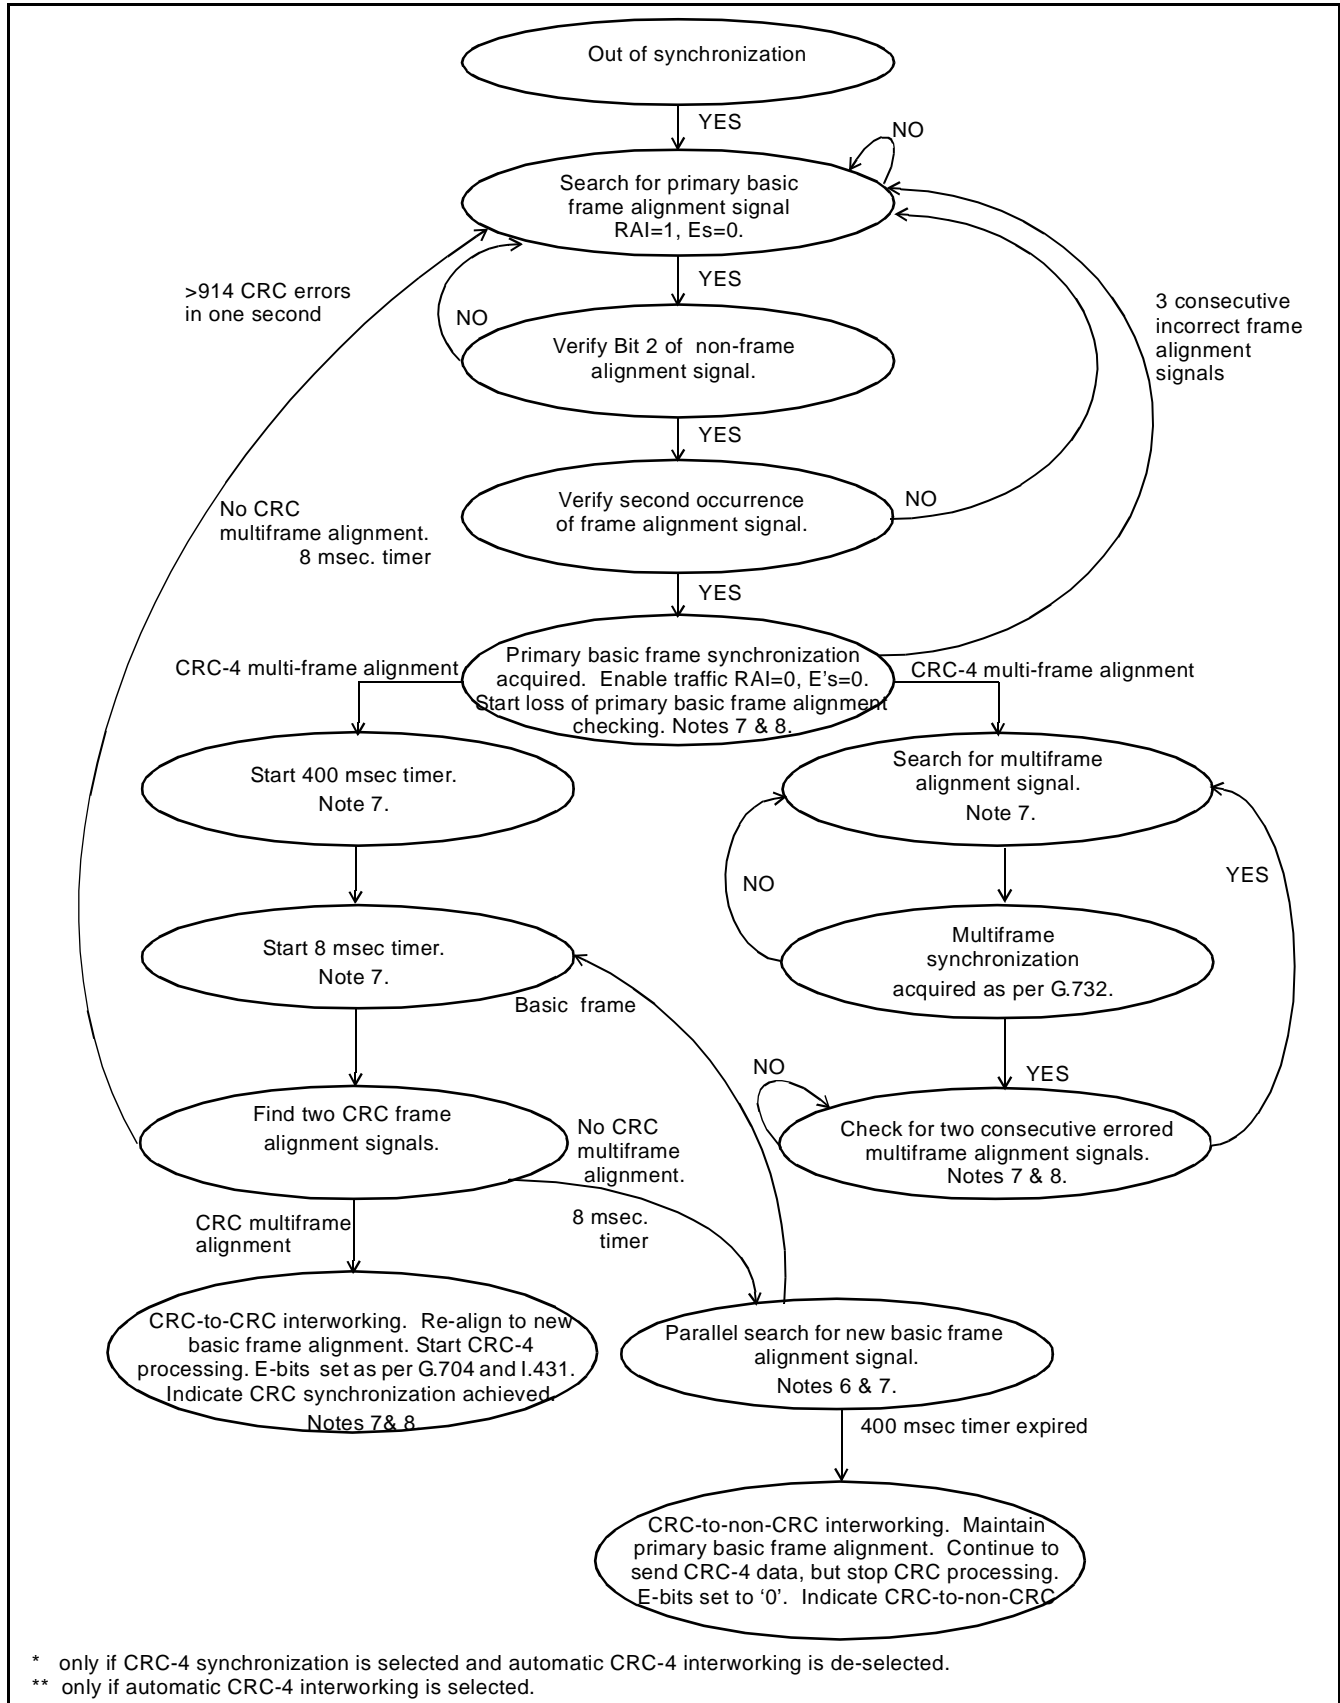 Out of synchronization
YES
NO
Search for primary basic
frame alignment signal
RAI=1, Es=0.
YES
>914 CRC errors
in one second
NO
3 consecutive
incorrect frame
alignment
signals
Verify Bit 2 of non-frame
alignment signal.
YES
No CRC
multiframe alignment.
8 msec. timer
Verify second occurrence
of frame alignment signal.
NO
YES
CRC-4 multi-frame alignment
Primary basic frame synchronization
acquired. Enable traffic RAI=0, E's=0.
Start loss of primary basic frame alignment
checking. Notes 7 & 8.
CRC-4 multi-frame alignment
Start 400 msec timer.
Note 7.
Search for multiframe
alignment signal.
Note 7.
NO
YES
Start 8 msec timer.
Note 7.
Basic frame
Multiframe
synchronization
acquired as per G.732.
NO
YES
Find two CRC frame
alignment signals.
No CRC
multiframe
alignment.
Check for two consecutive errored
multiframe alignment signals.
Notes 7 & 8.
CRC multiframe
alignment
8 msec.
timer
CRC-to-CRC interworking. Re-align to new
basic frame alignment. Start CRC-4
processing. E-bits set as per G.704 and I.431.
Indicate CRC synchronization achieved.
Notes 7& 8
Parallel search for new basic frame
alignment signal.
Notes 6 & 7.
400 msec timer expired
CRC-to-non-CRC interworking. Maintain
primary basic frame alignment. Continue to
send CRC-4 data, but stop CRC processing.
E-bits set to ‘0’. Indicate CRC-to-non-CRC
* only if CRC-4 synchronization is selected and automatic CRC-4 interworking is de-selected.
** only if automatic CRC-4 interworking is selected.